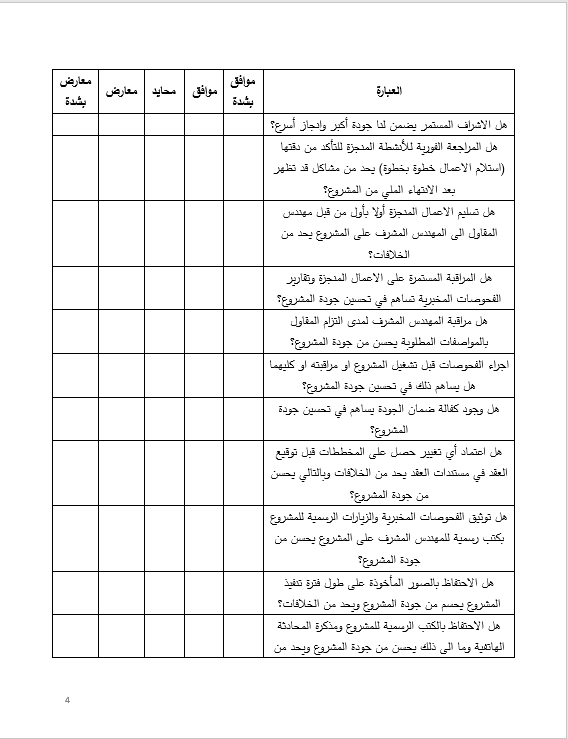 العبارة موافق بشدة موافق محايد معارض معارض بشدة
هل الاشراف المستمر يضمن لنا جودة أكبر وانجاز أسرع؟
هل المراجعة الفورية للأنشطة المنجزة للتأكد من دقتها
(استلام الاعمال خطوة بخطوة) يحد من مشاكل قد تظهر
بعد الانتهاء الملي من المشروع؟
هل تسليم الاعمال المنجزة أولا بأول من قبل مهندس
المقاول الى المهندس المشرف على المشروع يحد من
الخلافات؟
هل المراقبة المستمرة على الاعمال المنجزة وتقارير
الفحوصات المخبرية تساهم في تحسين جودة المشروع؟
هل مراقبة المهندس المشرف لمدى التزام المقاول
بالمواصفات المطلوبة يحسن من جودة المشروع؟
اجراء الفحوصات قبل تشغيل المشروع او مراقبته او كليهما
هل يساهم ذلك في تحسين جودة المشروع؟
هل وجود كفالة ضمان الجودة يساهم في تحسين جودة
المشروع؟
هل اعتماد أي تغيير حصل على المخططات قبل توقيع
العقد في مستندات العقد يحد من الخلافات وبالتالي يحسن
من جودة المشروع؟
هل توثيق الفحوصات المخبرية والزيارات الرسمية للمشروع
بكتب رسمية للمهندس المشرف على المشروع يحسن من
جودة المشروع؟
هل الاحتفاظ بالصور المأخوذة على طول فترة تنفيذ
المشروع يحسم من جودة المشروع ويحد من الخلافات؟
هل الاحتفاظ بالكتب الرسمية للمشروع ومذكرة المحادثة
الهاتفية وما الى ذلك يحسن من جودة المشروع ويحد من
4